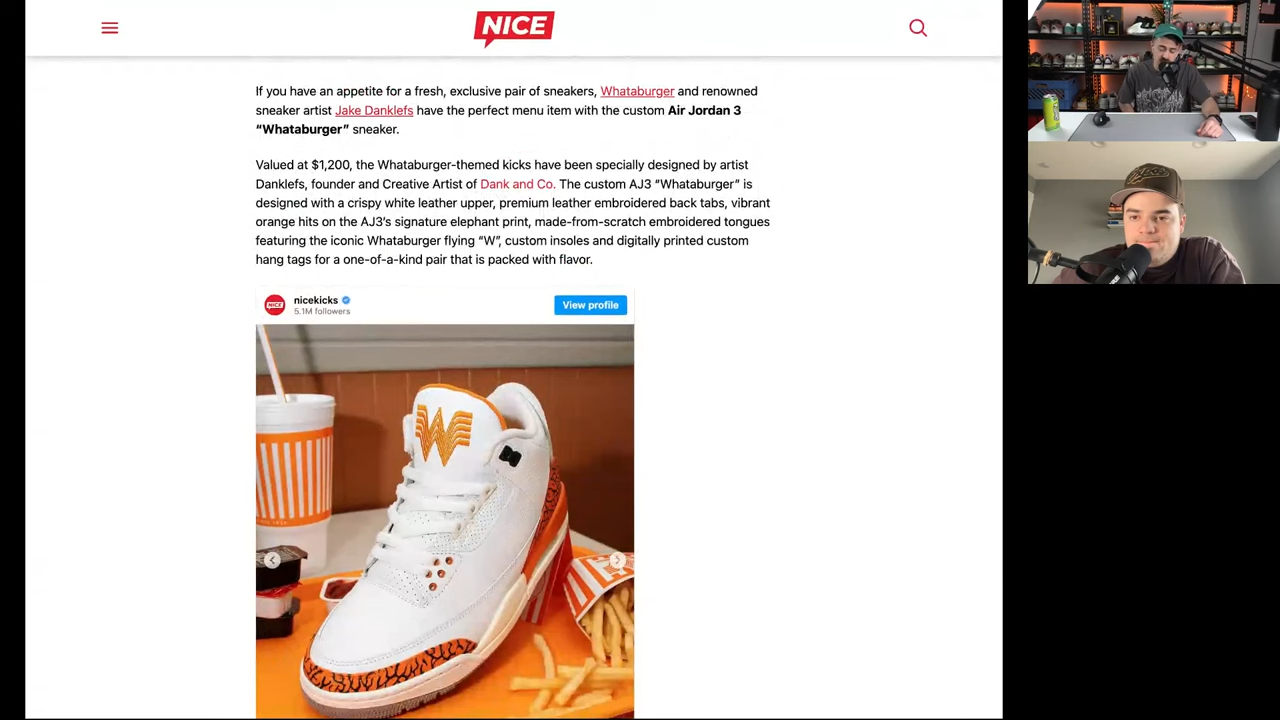 NICE
If you have an appetite for a fresh, exclusive pair of sneakers, Whataburger and renowned
sneaker artist Jake Danklefs have the perfect menu item with the custom Air Jordan 3
“Whataburger” sneaker.
Valued at $1,200, the Whataburger-themed kicks have been specially designed by artist
Danklefs, founder and Creative Artist of Dank and Co. The custom AJ3 “Whataburger” is
designed with a crispy white leather upper, premium leather embroidered back tabs, vibrant
orange hits on the AJ3’s signature elephant print, made-from-scratch embroidered tongues
featuring the iconic Whataburger flying “W”, custom insoles and digitally printed custom
hang tags for a one-of-a-kind pair that is packed with flavor.
NICE
nicekicks
5.1M followers
View profile
W